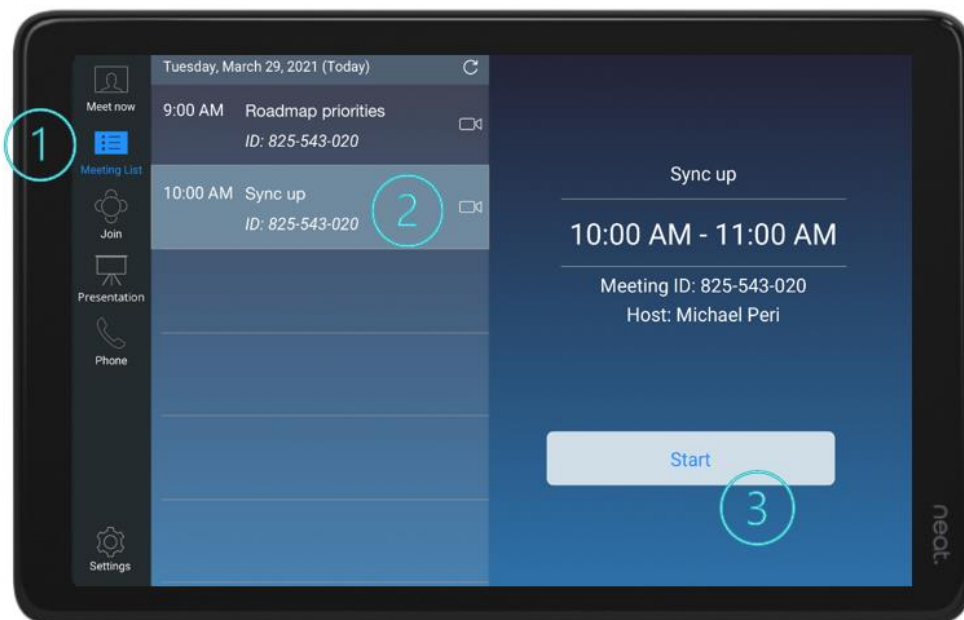 Meet now
1
Meeting List
Join
Presentation
Phone
Settings
Tuesday, March 29, 2021 (Today)
9:00 AM Roadmap priorities
ID: 825-543-020
10:00 AM Sync up
ID: 825-543-020
2
Sync up
10:00 AM - 11:00 AM
Meeting ID: 825-543-020
Host: Michael Peri
Start
3
neat.